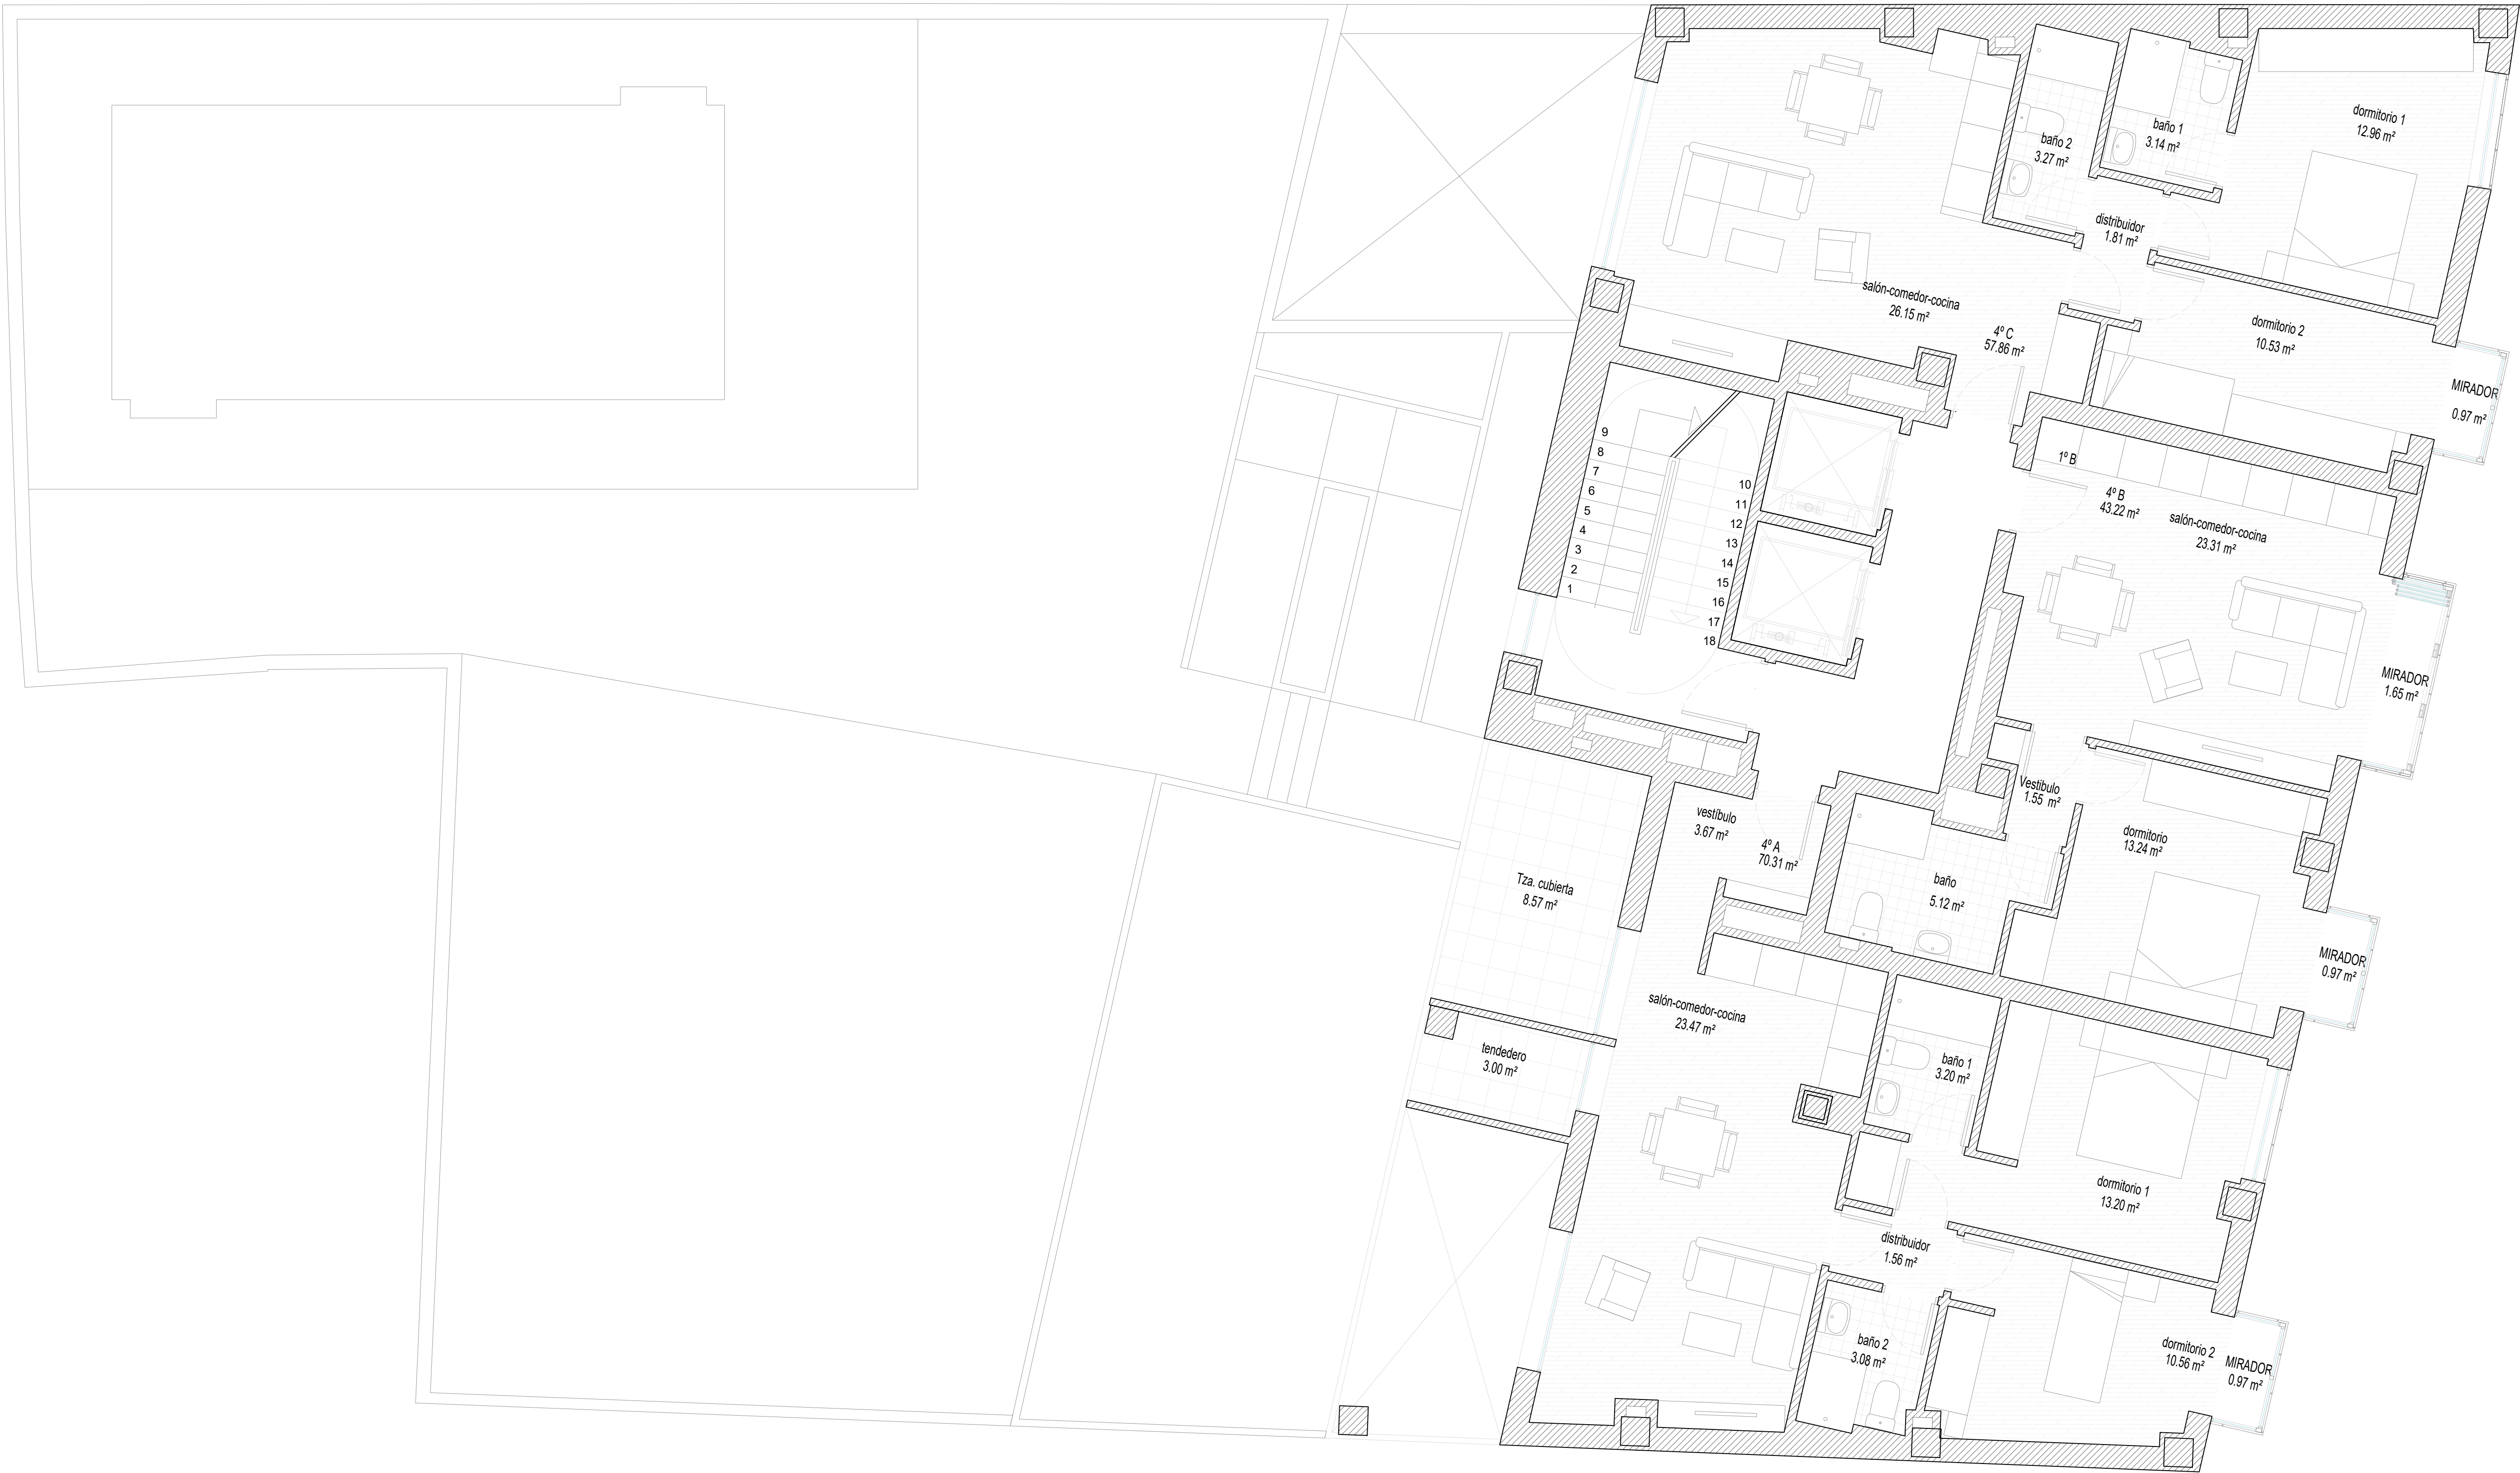 dormitorio 1
12.96 m²
baño 1
3.14 m²
baño 2
3.27 m²
distribuidor
1.81 m²
salón-comedor-cocina
26.15 m²
4º C
57.86 m²
dormitorio 2
10.53 m²
MIRADOR
0.97 m²
9
8
7
6
5
4
3
2
1
10
11
12
13
14
15
16
17
18
1º B
4º B
43.22 m²
salón-comedor-cocina
23.31 m²
MIRADOR
1.65 m²
Vestíbulo
1.55 m²
dormitorio
13.24 m²
baño
5.12 m²
MIRADOR
0.97 m²
vestíbulo
3.67 m²
4º A
70.31 m²
Tza. cubierta
8.57 m²
salón-comedor-cocina
23.47 m²
tendedero
3.00 m²
baño 1
3.20 m²
dormitorio 1
13.20 m²
distribuidor
1.56 m²
baño 2
3.08 m²
dormitorio 2
10.56 m²
MIRADOR
0.97 m²